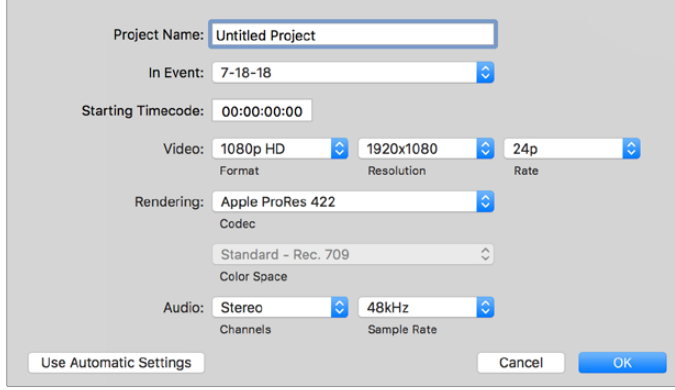 Project Name: Untitled Project
In Event: 7-18-18
Starting Timecode: 00:00:00:00
Video: 1080p HD 1920x1080 24p
Format Resolution Rate
Rendering: Apple ProRes 422
Codec
Standard - Rec. 709
Color Space
Audio: Stereo 48kHz
Channels Sample Rate
Use Automatic Settings Cancel OK